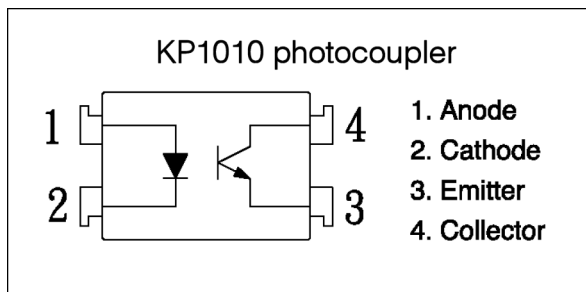 KP1010 photocoupler
1
4
2
3
1. Anode
2. Cathode
3. Emitter
4. Collector